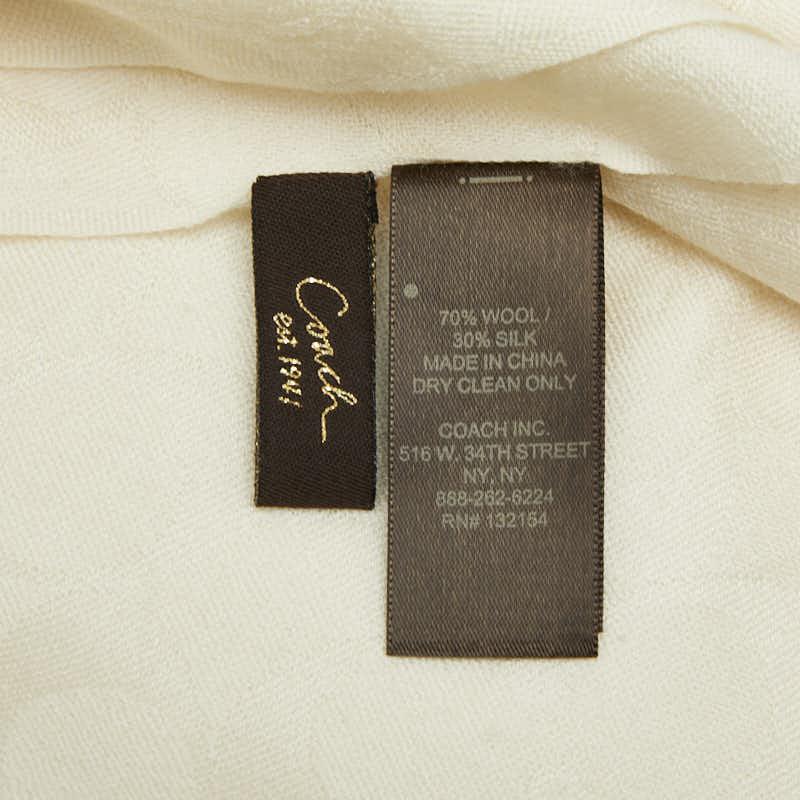 Coach
est. 1941
70% WOOL /
30% SILK
MADE IN CHINA
DRY CLEAN ONLY
COACH INC.
516 W. 34TH STREET
NY, NY
888-262-6224
RN# 132154